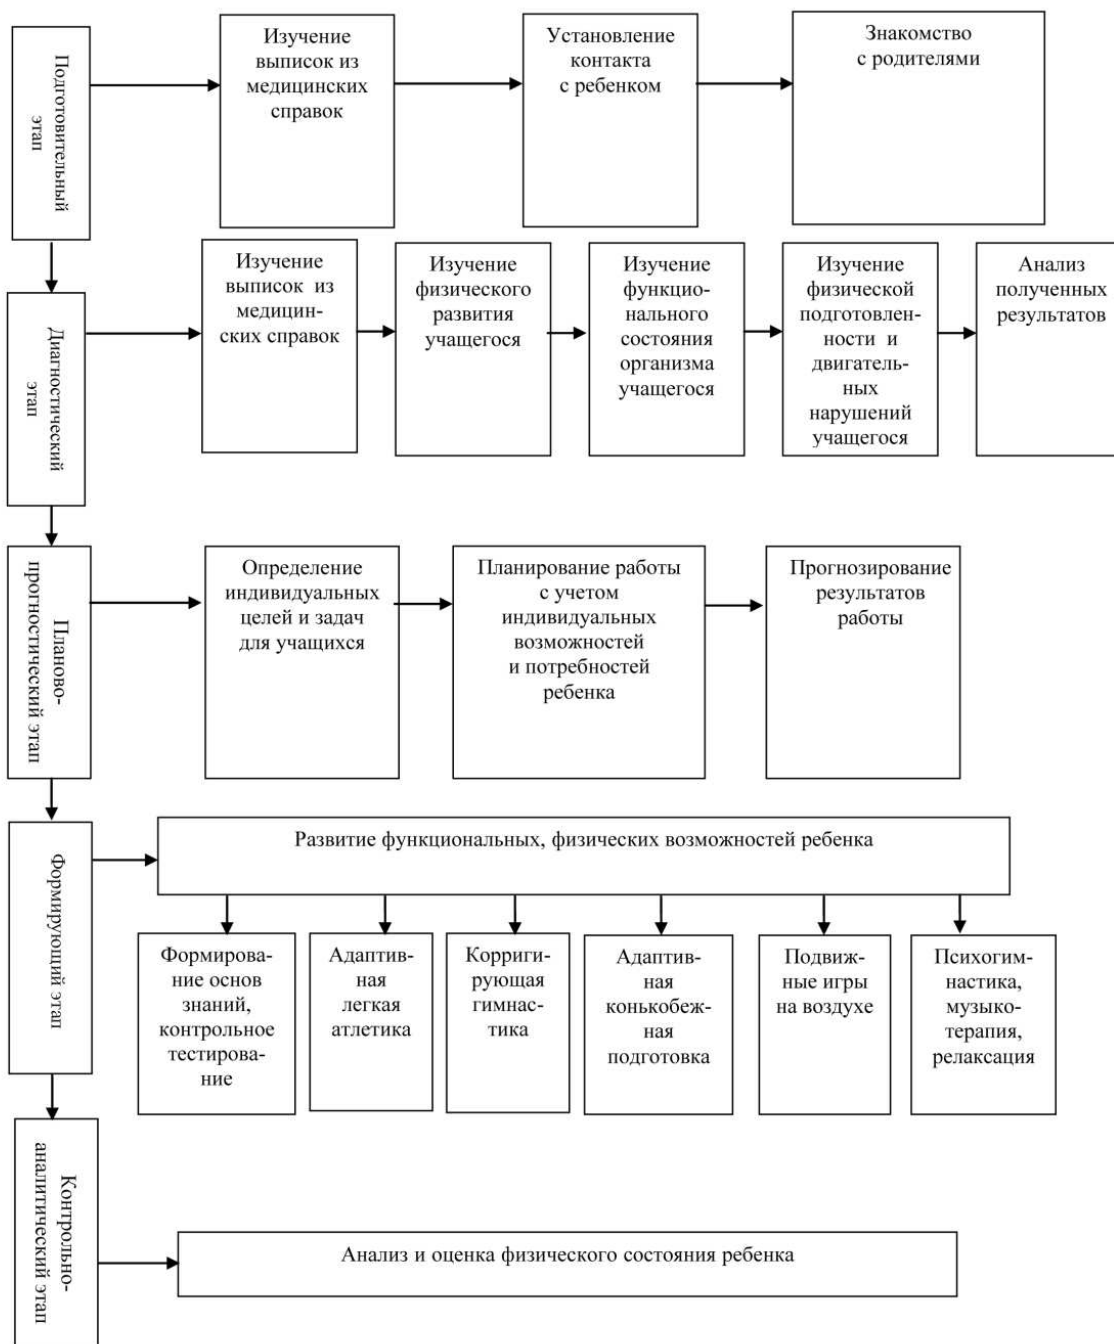 Подготовительный
этап
Изучение
выписок из
медицинских
справок
Установление
контакта
с ребенком
Знакомство
с родителями
Диагностический
этап
Изучение
выписок из
медицин-
ских справок
Изучение
физического
развития
учащегося
Изучение
функцио-
нального
состояния
организма
учащегося
Изучение
физической
подготовлен-
ности и
двигатель-
ных
нарушений
учащегося
Анализ
полученных
результатов
Планово-
прогностический этап
Определение
индивидуальных
целей и задач
для учащихся
Планирование работы
с учетом
индивидуальных
возможностей
и потребностей
ребенка
Прогнозирование
результатов
работы
Формирующий этап
Развитие функциональных, физических возможностей ребенка
Формирова-
ние основ
знаний,
контрольное
тестирова-
ние
Адаптив-
ная
легкая
атлетика
Корриги-
рующая
гимнас-
тика
Адаптив-
ная
конькобеж-
ная
подготовка
Подвиж-
ные игры
на воздухе
Психогим-
настика,
музыко-
терапия,
релаксация
Контрольно-
аналитический этап
Анализ и оценка физического состояния ребенка